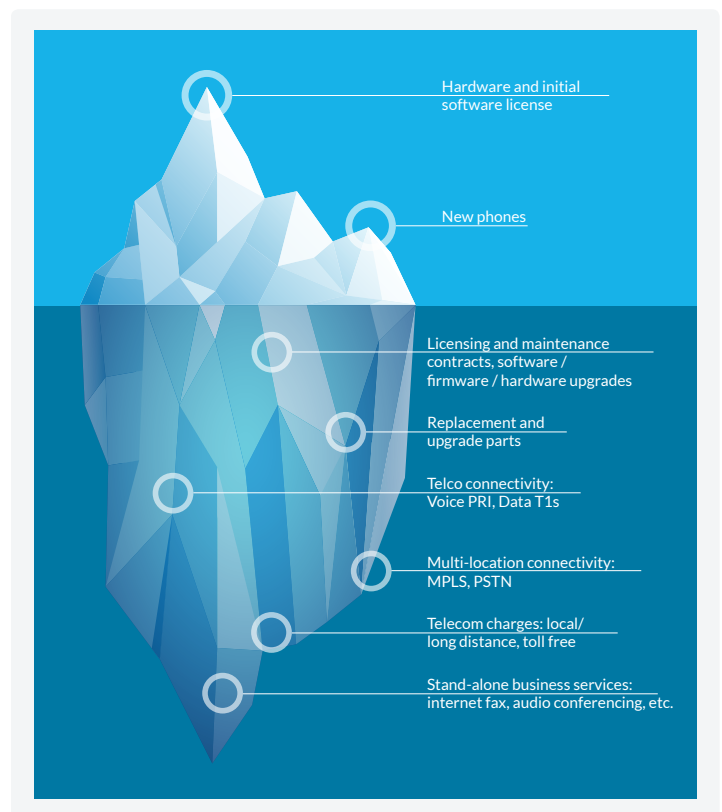 Hardware and initial
software license
New phones
Licensing and maintenance
contracts, software /
firmware / hardware upgrades
Replacement and
upgrade parts
Telco connectivity:
Voice PRI, Data T1s
Multi-location connectivity:
MPLS, PSTN
Telecom charges: local/
long distance, toll free
Stand-alone business services:
internet fax, audio conferencing, etc.